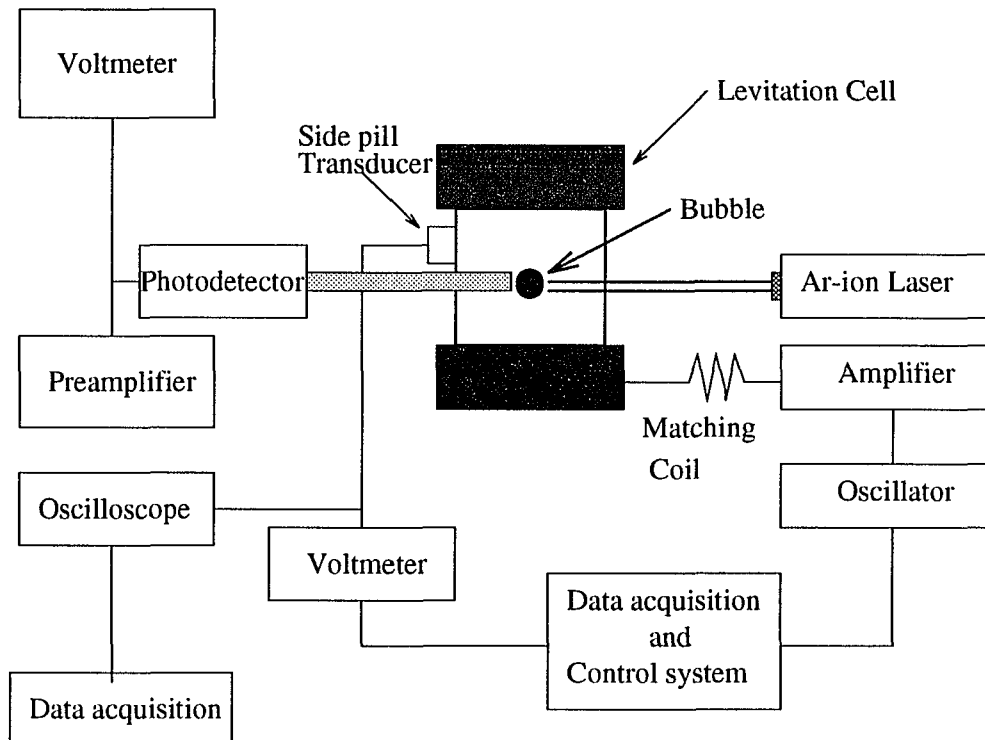 Voltmeter
Levitation Cell
Side pill
Transducer
Bubble
Photodetector
Ar-ion Laser
Preamplifier
Amplifier
Matching
Coil
Oscilloscope
Oscillator
Voltmeter
Data acquisition
and
Control system
Data acquisition